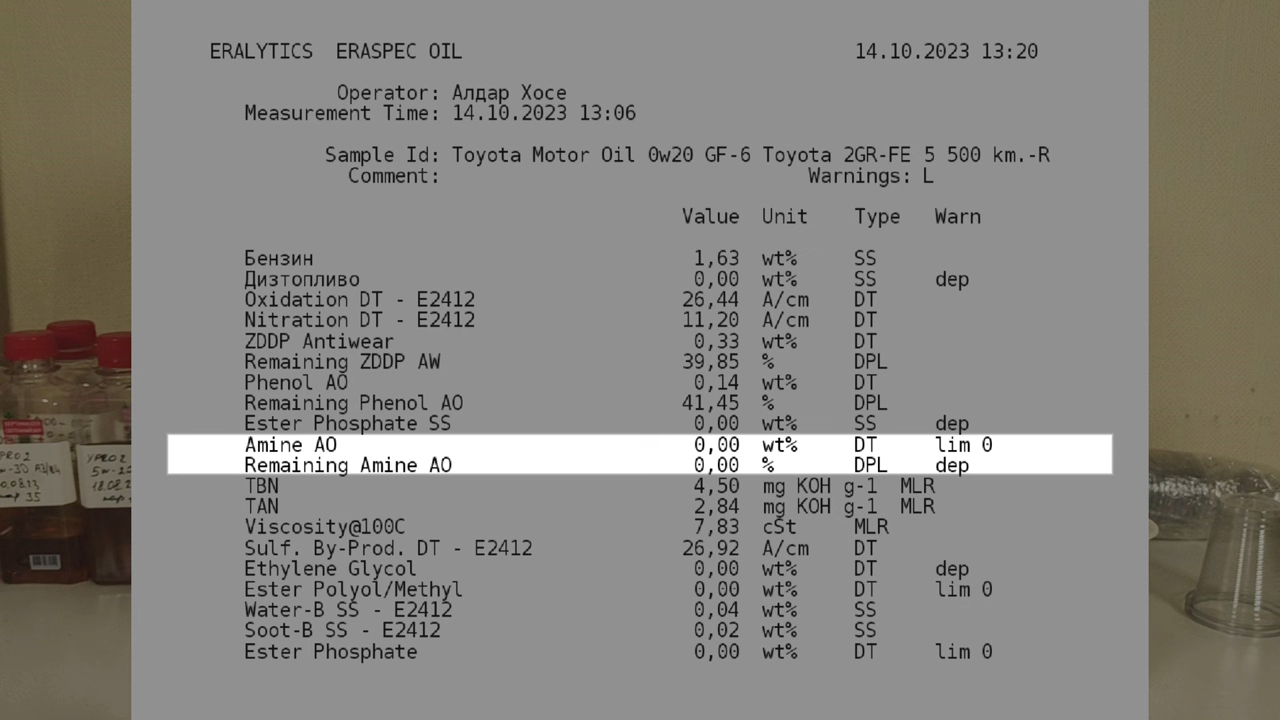 ERALYTICS ERASPEC OIL 14.10.2023 13:20
Operator: Алдар Хосе
Measurement Time: 14.10.2023 13:06
Sample Id: Toyota Motor Oil 0w20 GF-6 Toyota 2GR-FE 5 500 km.-R
Comment: Warnings: L
Value Unit Type Warn
Бензин 1,63 wt% SS
Дизтопливо 0,00 wt% SS dep
Oxidation DT - E2412 26,44 A/cm DT
Nitration DT - E2412 11,20 A/cm DT
ZDDP Antiwear 0,33 wt% DT
Remaining ZDDP AW 39,85 % DPL
Phenol AO 0,14 wt% DT
Remaining Phenol AO 41,45 % DPL
Ester Phosphate SS 0,00 wt% SS dep
Amine AO 0,00 wt% DT lim 0
Remaining Amine AO 0,00 % DPL dep
TBN 4,50 mg KOH g-1 MLR
TAN 2,84 mg KOH g-1 MLR
Viscosity@100C 7,83 cSt MLR
Sulf. By-Prod. DT - E2412 26,92 A/cm DT
Ethylene Glycol 0,00 wt% DT dep
Ester Polyol/Methyl 0,00 wt% DT lim 0
Water-B SS - E2412 0,04 wt% SS
Soot-B SS - E2412 0,02 wt% SS
Ester Phosphate 0,00 wt% DT lim 0